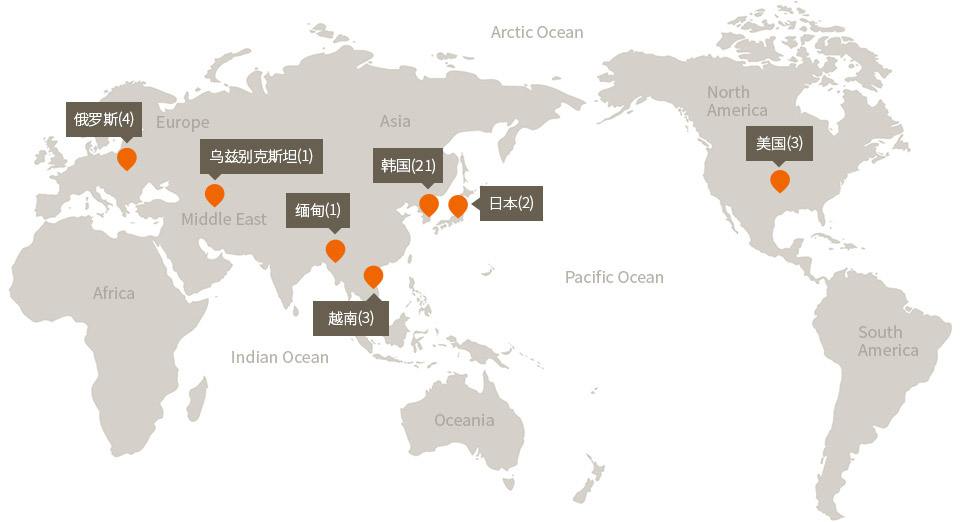 Arctic Ocean
North
America
俄罗斯(4)
Europe
Asia
美国(3)
乌兹别克斯坦(1)
韩国(21)
日本(2)
缅甸(1)
Middle East
Pacific Ocean
Africa
越南(3)
South
America
Indian Ocean
Oceania